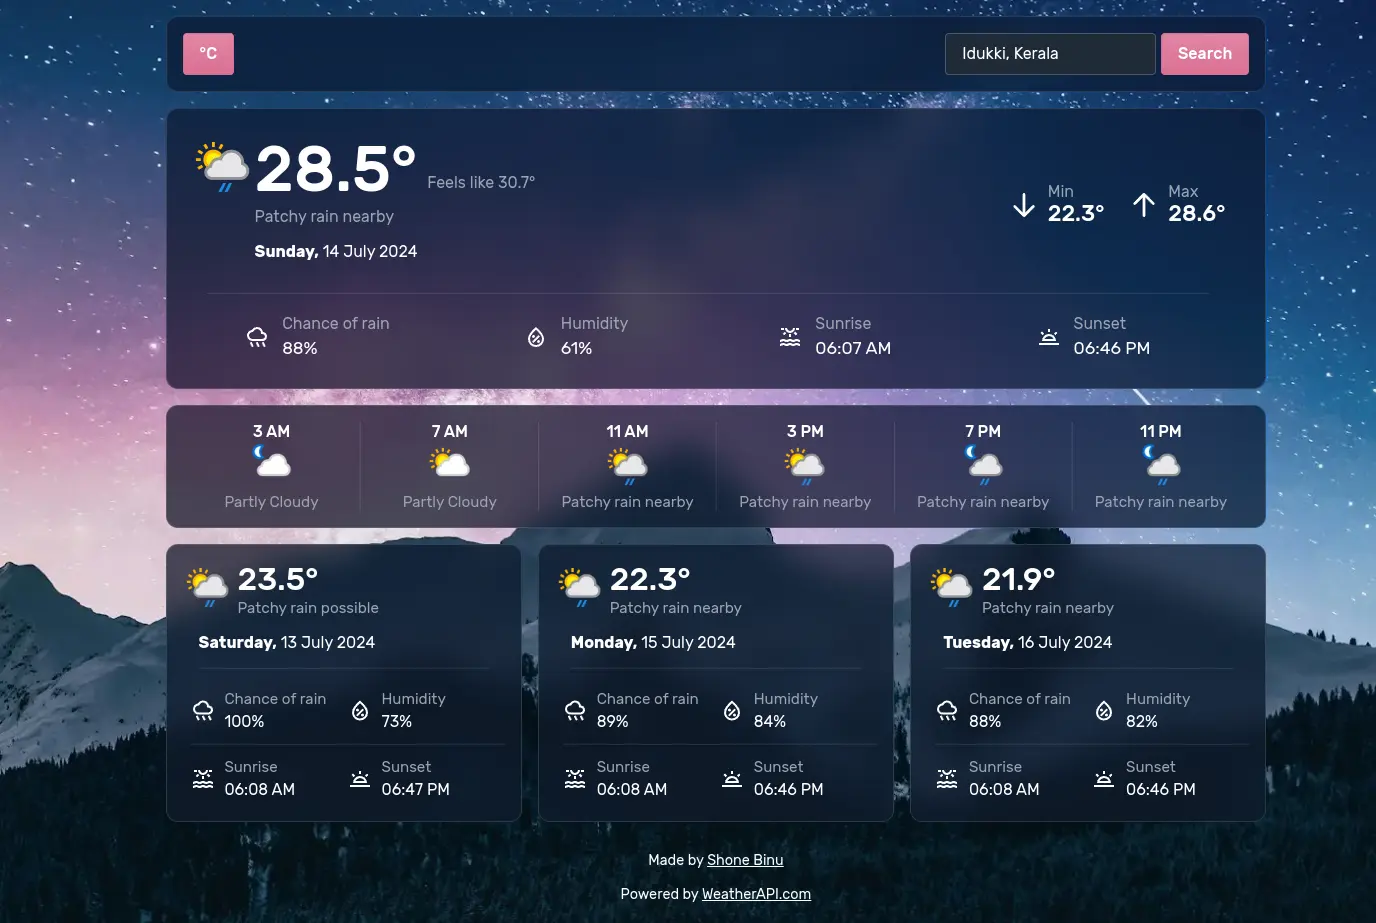 °C
Idukki, Kerala
Search
28.5°
Feels like 30.7°
Patchy rain nearby
Sunday, 14 July 2024
Min
22.3°
Max
28.6°
Chance of rain
88%
Humidity
61%
Sunrise
06:07 AM
Sunset
06:46 PM
3 AM
Partly Cloudy
7 AM
Partly Cloudy
11 AM
Patchy rain nearby
3 PM
Patchy rain nearby
7 PM
Patchy rain nearby
11 PM
Patchy rain nearby
23.5°
Patchy rain possible
Saturday, 13 July 2024
Chance of rain
100%
Humidity
73%
Sunrise
06:08 AM
Sunset
06:47 PM
22.3°
Patchy rain nearby
Monday, 15 July 2024
Chance of rain
89%
Humidity
84%
Sunrise
06:08 AM
Sunset
06:46 PM
21.9°
Patchy rain nearby
Tuesday, 16 July 2024
Chance of rain
88%
Humidity
82%
Sunrise
06:08 AM
Sunset
06:46 PM
Made by Shone Binu
Powered by WeatherAPI.com